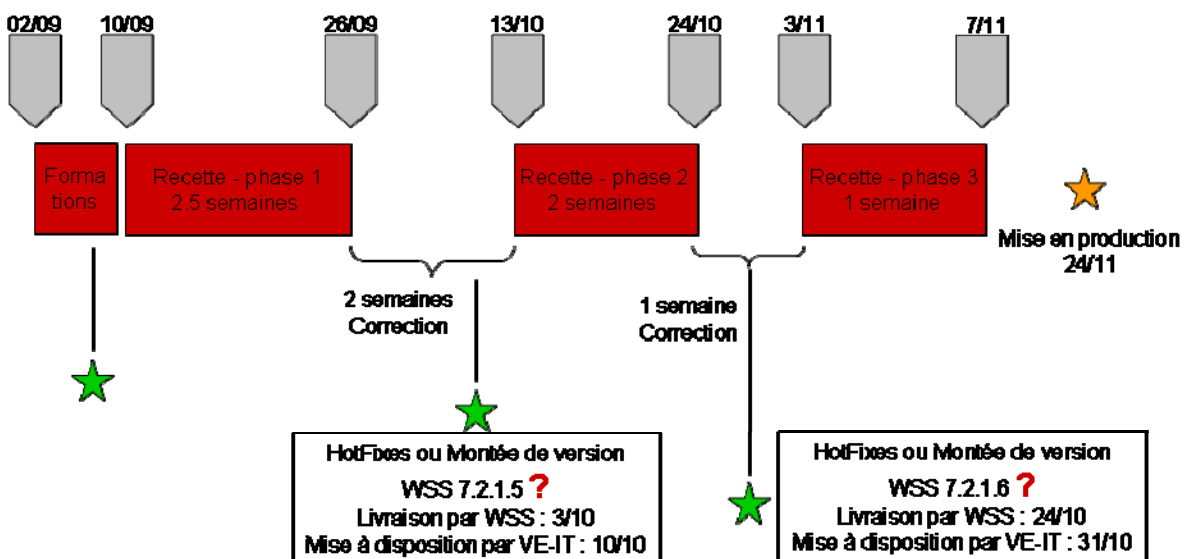 02/09 10/09 26/09 13/10 24/10 3/11 7/11
Forma
tions
Recette - phase 1
2.5 semaines
Recette - phase 2
2 semaines
Recette - phase 3
1 semaine
Mise en production
24/11
2 semaines
Correction
1 semaine
Correction
HotFixes ou Montée de version
WSS 7.2.1.5 ?
Livraison par WSS : 3/10
Mise à disposition par VE-IT : 10/10
HotFixes ou Montée de version
WSS 7.2.1.6 ?
Livraison par WSS : 24/10
Mise à disposition par VE-IT : 31/10